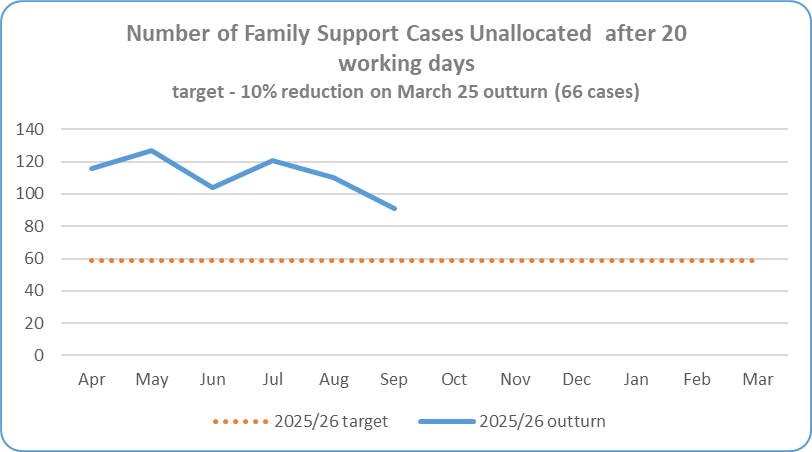 Number of Family Support Cases Unallocated  after 20
working days
target - 10% reduction on March 25 outturn (66 cases)
140
120
100
80
60
40
20
0
Apr May Jun Jul Aug Sep Oct Nov Dec Jan Feb Mar
2025/26 target 2025/26 outturn